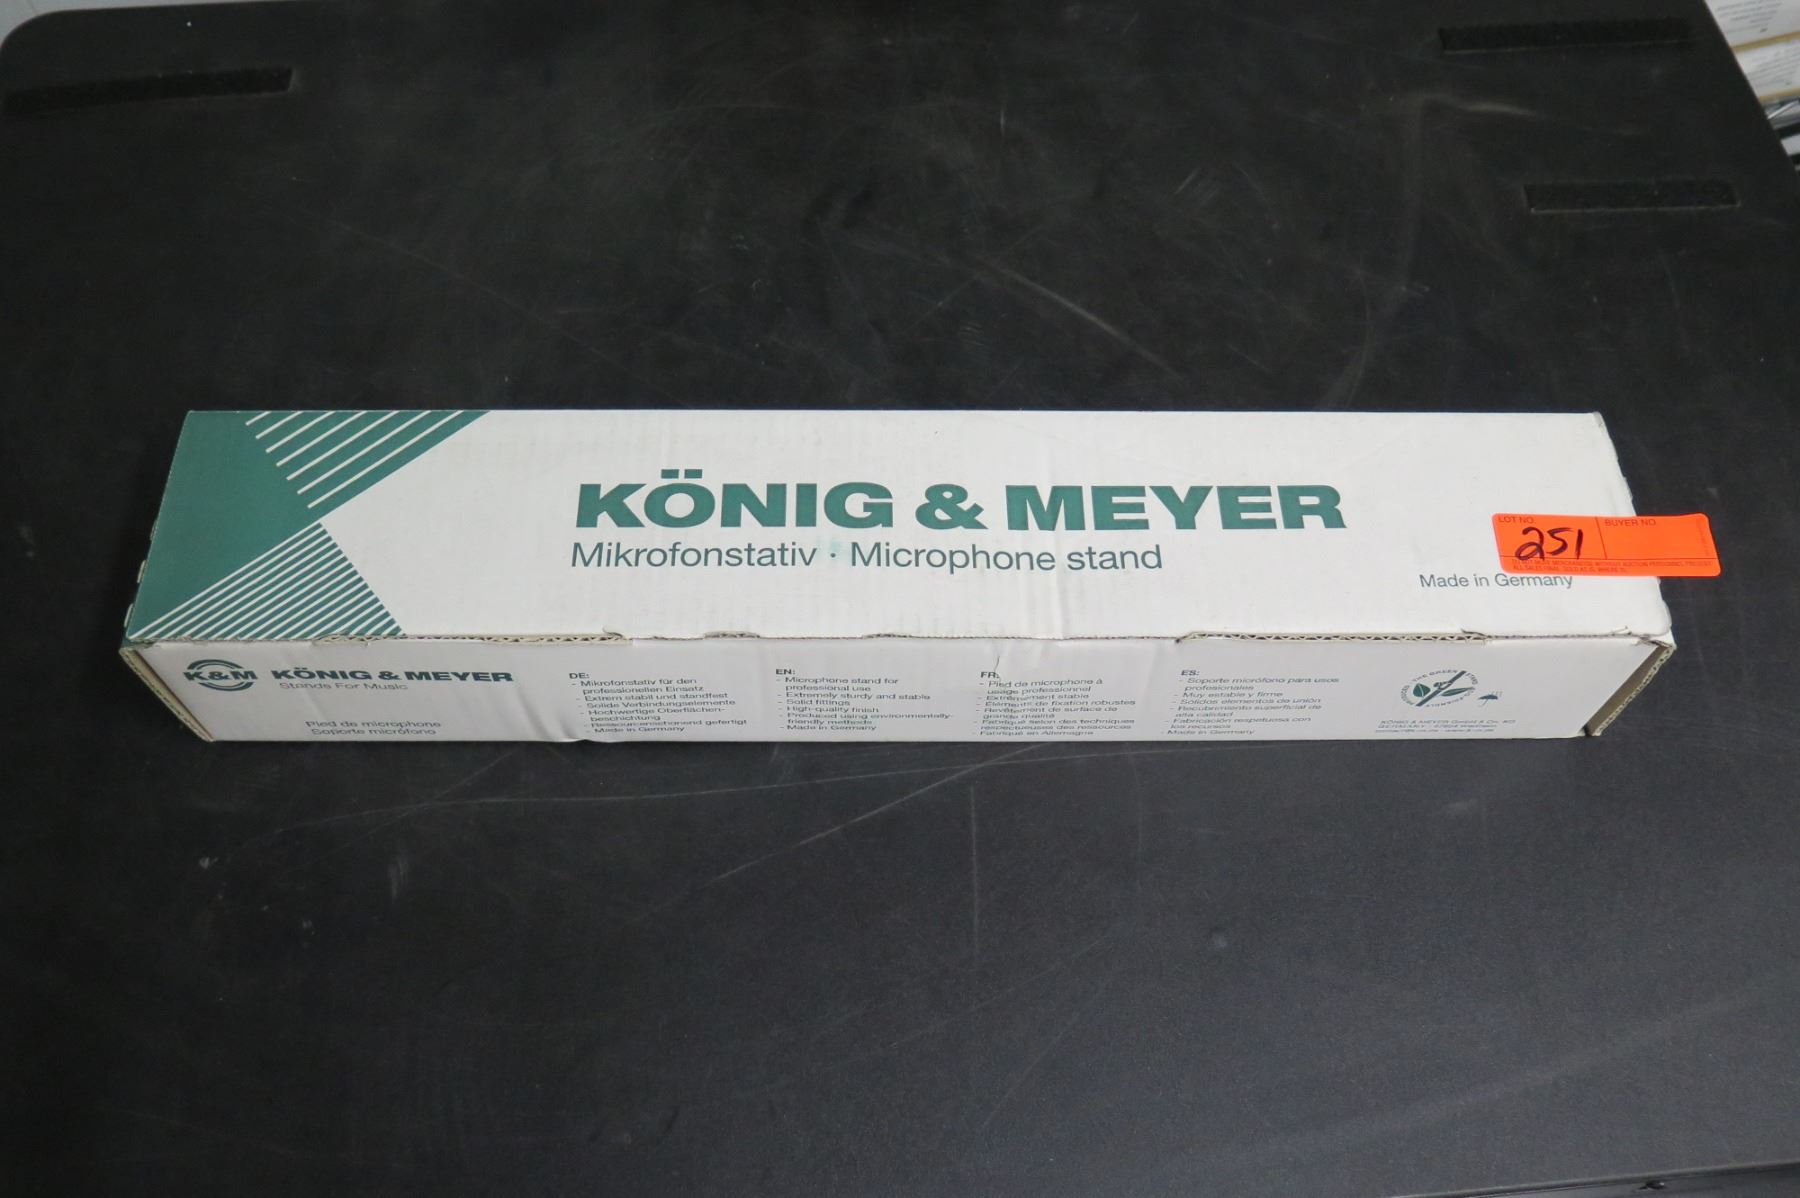 KÖNIG & MEYER
Mikrofonstativ · Microphone stand
Made in Germany
LOT NO.
BUYER NO.
251
K&M KÖNIG & MEYER
Stands For Music
Pied de microphone
Soporte micrófono
DE:
- Mikrofonstativ für den
professionellen Einsatz
- Extrem stabil und standfest
- Solide Verbindungselemente
- Hochwertige Oberflächen-
beschichtung
- Ressourcenschonend gefertigt
- Made in Germany
EN:
- Microphone stand for
professional use
- Extremely sturdy and stable
- Solid fittings
- High-quality finish
- Produced using environmentally-
friendly methods
- Made in Germany
FR:
- Pied de microphone à
usage professionnel
- Extrêmement stable
- Éléments de fixation robustes
- Revêtement de surface de
grande qualité
- Fabriqué selon des techniques
respectueuses des ressources
- Fabriqué en Allemagne
ES:
- Soporte micrófono para usos
profesionales
- Muy estable y firme
- Sólidos elementos de unión
- Recubrimiento superficial de
alta calidad
- Fabricación respetuosa con
los recursos
- Made in Germany
KÖNIG & MEYER GmbH & Co. KG